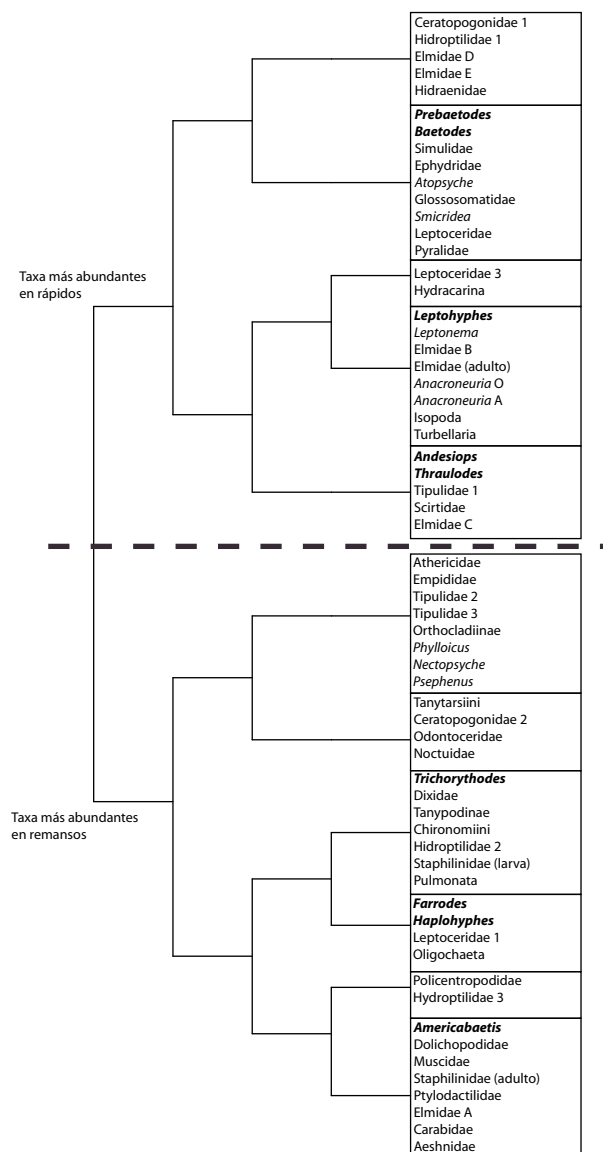 Ceratopogonidae 1
Hidroptilidae 1
Elmidae D
Elmidae E
Hidraenidae
Prebaetodes
Baetodes
Simulidae
Ephydridae
Atopsyche
Glossosomatidae
Smicridea
Leptoceridae
Pyralidae
Taxa más abundantes
en rápidos
Leptoceridae 3
Hydracarina
Leptohyphes
Leptonema
Elmidae B
Elmidae (adulto)
Anacroneuria O
Anacroneuria A
Isopoda
Turbellaria
Andesiops
Thraulodes
Tipulidae 1
Scirtidae
Elmidae C
Athericidae
Empididae
Tipulidae 2
Tipulidae 3
Orthocladiinae
Phylloicus
Nectopsyche
Psephenus
Tanytarsiini
Ceratopogonidae 2
Odontoceridae
Noctuidae
Taxa más abundantes
en remansos
Trichorythodes
Dixidae
Tanypodinae
Chironomiini
Hidroptilidae 2
Staphilinidae (larva)
Pulmonata
Farrodes
Haplohyphes
Leptoceridae 1
Oligochaeta
Policentropodidae
Hydroptilidae 3
Americabaetis
Dolichopodidae
Muscidae
Staphilinidae (adulto)
Ptylodactilidae
Elmidae A
Carabidae
Aeshnidae